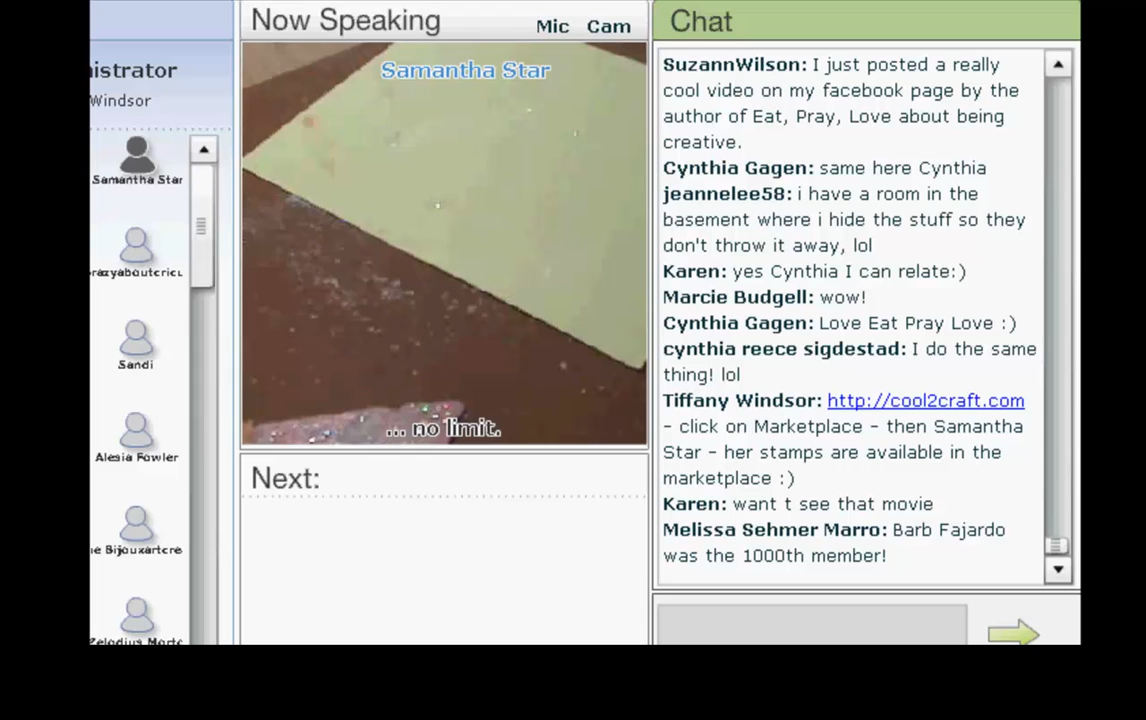 Now Speaking
Mic Cam
Chat
istrator
Windsor
Samantha Star
Sandi
Alesia Fowler
Samantha Star
... no limit.
Next:
SuzannWilson: I just posted a really
cool video on my facebook page by the
author of Eat, Pray, Love about being
creative.
Cynthia Gagen: same here Cynthia
jeannelee58: i have a room in the
basement where i hide the stuff so they
don't throw it away, lol
Karen: yes Cynthia I can relate:)
Marcie Budgell: wow!
Cynthia Gagen: Love Eat Pray Love :)
cynthia reece sigdestad: I do the same
thing! lol
Tiffany Windsor: http://cool2craft.com
- click on Marketplace - then Samantha
Star - her stamps are available in the
marketplace :)
Karen: want t see that movie
Melissa Sehmer Marro: Barb Fajardo
was the 1000th member!